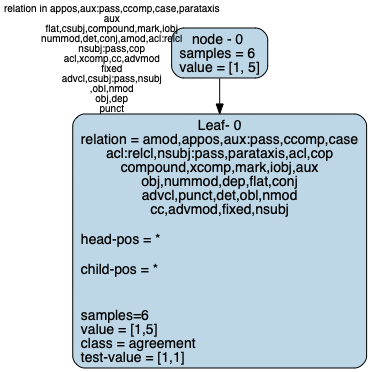 relation in appos,aux:pass,ccomp,case,parataxis
aux
flat,csubj,compound,mark,iobj
nummod,det,conj,amod,acl:relcl
nsubj:pass,cop
acl,xcomp,cc,advmod
fixed
advcl,csubj:pass,nsubj
,obl,nmod
obj,dep
punct
node - 0
samples = 6
value = [1, 5]
Leaf- 0
relation = amod,appos,aux:pass,ccomp,case
acl:relcl,nsubj:pass,parataxis,acl,cop
compound,xcomp,mark,iobj,aux
obj,nummod,dep,flat,conj
advcl,punct,det,obl,nmod
cc,advmod,fixed,nsubj
head-pos = *
child-pos = *
samples=6
value = [1,5]
class = agreement
test-value = [1,1]